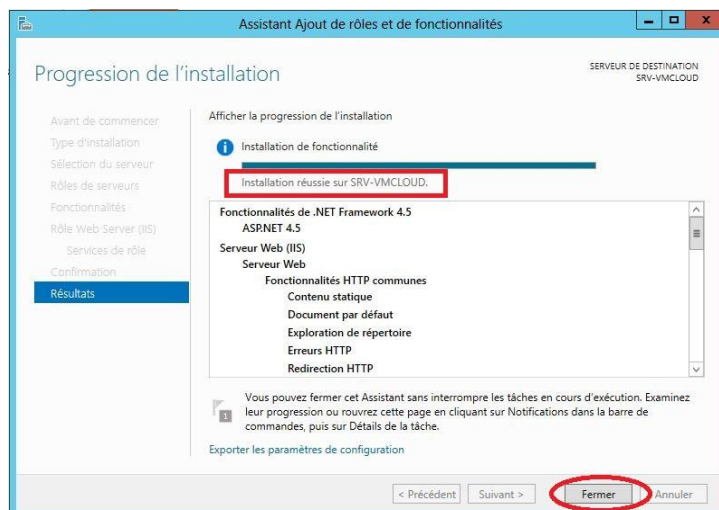 Assistant Ajout de rôles et de fonctionnalités
Progression de l'installation
SERVEUR DE DESTINATION
SRV-VMCLOUD
Avant de commencer
Type d'installation
Sélection du serveur
Rôles de serveurs
Fonctionnalités
Rôle Web Server (IIS)
Services de rôle
Confirmation
Résultats
Afficher la progression de l'installation
Installation de fonctionnalité
Installation réussie sur SRV-VMCLOUD.
Fonctionnalités de .NET Framework 4.5
ASP.NET 4.5
Serveur Web (IIS)
Serveur Web
Fonctionnalités HTTP communes
Contenu statique
Document par défaut
Exploration de répertoire
Erreurs HTTP
Redirection HTTP
1
Vous pouvez fermer cet Assistant sans interrompre les tâches en cours d'exécution. Examinez
leur progression ou rouvrez cette page en cliquant sur Notifications dans la barre de
commandes, puis sur Détails de la tâche.
Exporter les paramètres de configuration
< Précédent
Suivant >
Fermer
Annuler